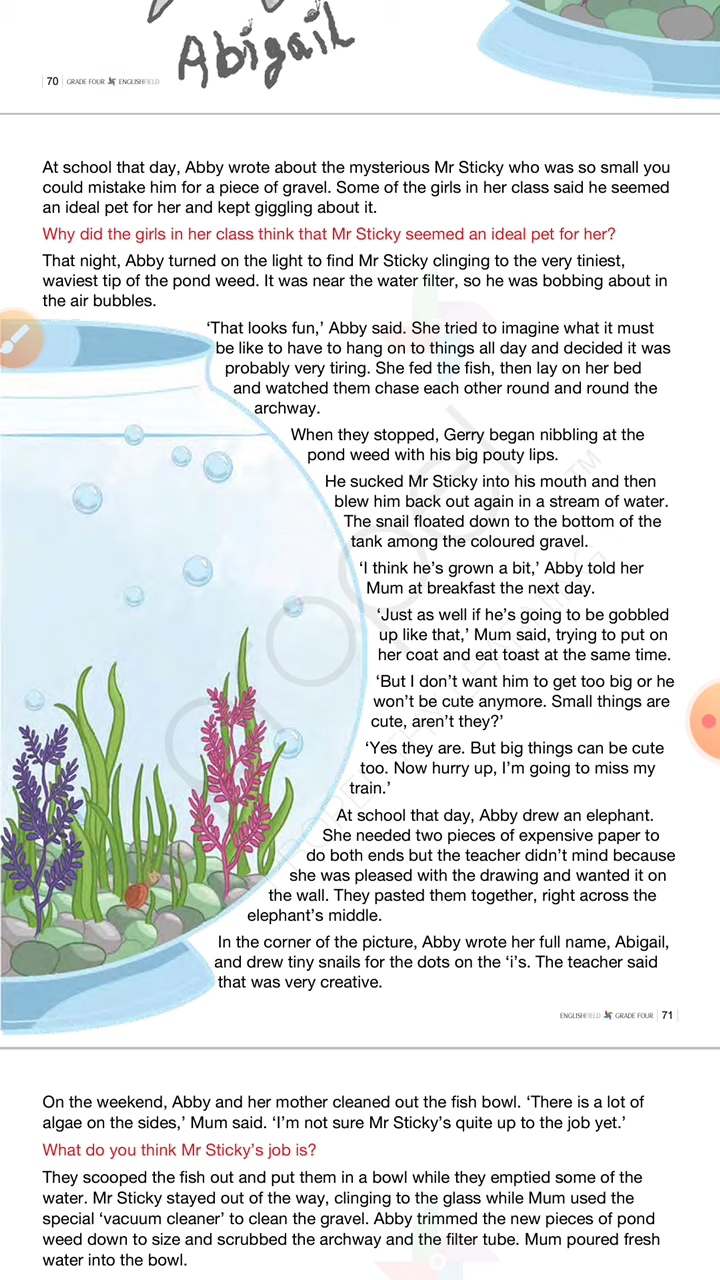 Abigail
70 | GRADE FOUR ENGLISHFIELD
At school that day, Abby wrote about the mysterious Mr Sticky who was so small you
could mistake him for a piece of gravel. Some of the girls in her class said he seemed
an ideal pet for her and kept giggling about it.
Why did the girls in her class think that Mr Sticky seemed an ideal pet for her?
That night, Abby turned on the light to find Mr Sticky clinging to the very tiniest,
waviest tip of the pond weed. It was near the water filter, so he was bobbing about in
the air bubbles.
‘That looks fun,’ Abby said. She tried to imagine what it must
be like to have to hang on to things all day and decided it was
probably very tiring. She fed the fish, then lay on her bed
and watched them chase each other round and round the
archway.
When they stopped, Gerry began nibbling at the
pond weed with his big pouty lips.
He sucked Mr Sticky into his mouth and then
blew him back out again in a stream of water.
The snail floated down to the bottom of the
tank among the coloured gravel.
‘I think he’s grown a bit,’ Abby told her
Mum at breakfast the next day.
‘Just as well if he’s going to be gobbled
up like that,’ Mum said, trying to put on
her coat and eat toast at the same time.
‘But I don’t want him to get too big or he
won’t be cute anymore. Small things are
cute, aren’t they?’
‘Yes they are. But big things can be cute
too. Now hurry up, I’m going to miss my
train.’
At school that day, Abby drew an elephant.
She needed two pieces of expensive paper to
do both ends but the teacher didn’t mind because
she was pleased with the drawing and wanted it on
the wall. They pasted them together, right across the
elephant’s middle.
In the corner of the picture, Abby wrote her full name, Abigail,
and drew tiny snails for the dots on the ‘i’s. The teacher said
that was very creative.
ENGLISHFIELD GRADE FOUR | 71
On the weekend, Abby and her mother cleaned out the fish bowl. ‘There is a lot of
algae on the sides,’ Mum said. ‘I’m not sure Mr Sticky’s quite up to the job yet.’
What do you think Mr Sticky’s job is?
They scooped the fish out and put them in a bowl while they emptied some of the
water. Mr Sticky stayed out of the way, clinging to the glass while Mum used the
special ‘vacuum cleaner’ to clean the gravel. Abby trimmed the new pieces of pond
weed down to size and scrubbed the archway and the filter tube. Mum poured fresh
water into the bowl.